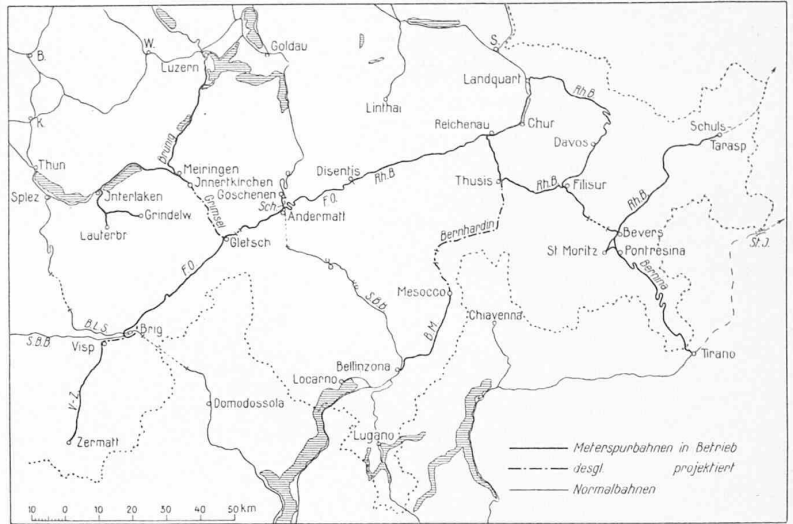 B.
W.
Luzern
Goldau
S.
K.
Linthal
Landquart
Rh.B
Thun
Brünig
Reichenau
Chur
Davos
Schuls
Tarasp
Spiez
Meiringen
Jnnertkirchen
Disentis
Rh.B
Interlaken
Göschenen
F.O.
Thusis
Rh.B
Filisur
Rh.B
Grindelw.
Grimsel
Sch.
Andermatt
Lauterbr
Gletsch
Bernhardin
Bevers
St Moritz
Pontresina
St.J.
F.O.
S.B.B
Mesocco
Bernina
B.L.S.
Brig
Chiavenna
S.B.B
Visp
B.M.
Tirano
Bellinzona
V-Z.
Locarno
Domodossola
Zermatt
Lugano
Meterspurbahnen in Betrieb
desgl. projektiert
Normalbahnen
10 0 10 20 30 40 50 km